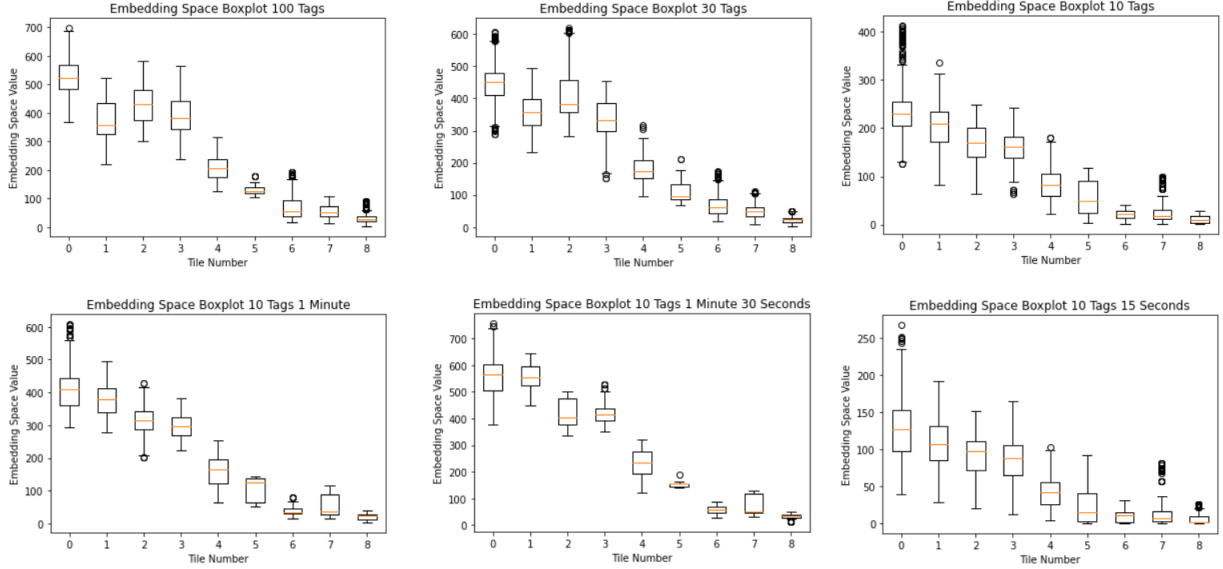 Embedding Space Boxplot 100 Tags
Embedding Space Value
700
600
500
400
300
200
100
0
0 1 2 3 4 5 6 7 8
Tile Number
Embedding Space Boxplot 30 Tags
Embedding Space Value
600
500
400
300
200
100
0
0 1 2 3 4 5 6 7 8
Tile Number
Embedding Space Boxplot 10 Tags
Embedding Space Value
400
300
200
100
0
0 1 2 3 4 5 6 7 8
Tile Number
Embedding Space Boxplot 10 Tags 1 Minute
Embedding Space Value
600
500
400
300
200
100
0
0 1 2 3 4 5 6 7 8
Tile Number
Embedding Space Boxplot 10 Tags 1 Minute 30 Seconds
Embedding Space Value
700
600
500
400
300
200
100
0
0 1 2 3 4 5 6 7 8
Tile Number
Embedding Space Boxplot 10 Tags 15 Seconds
Embedding Space Value
250
200
150
100
50
0
0 1 2 3 4 5 6 7 8
Tile Number